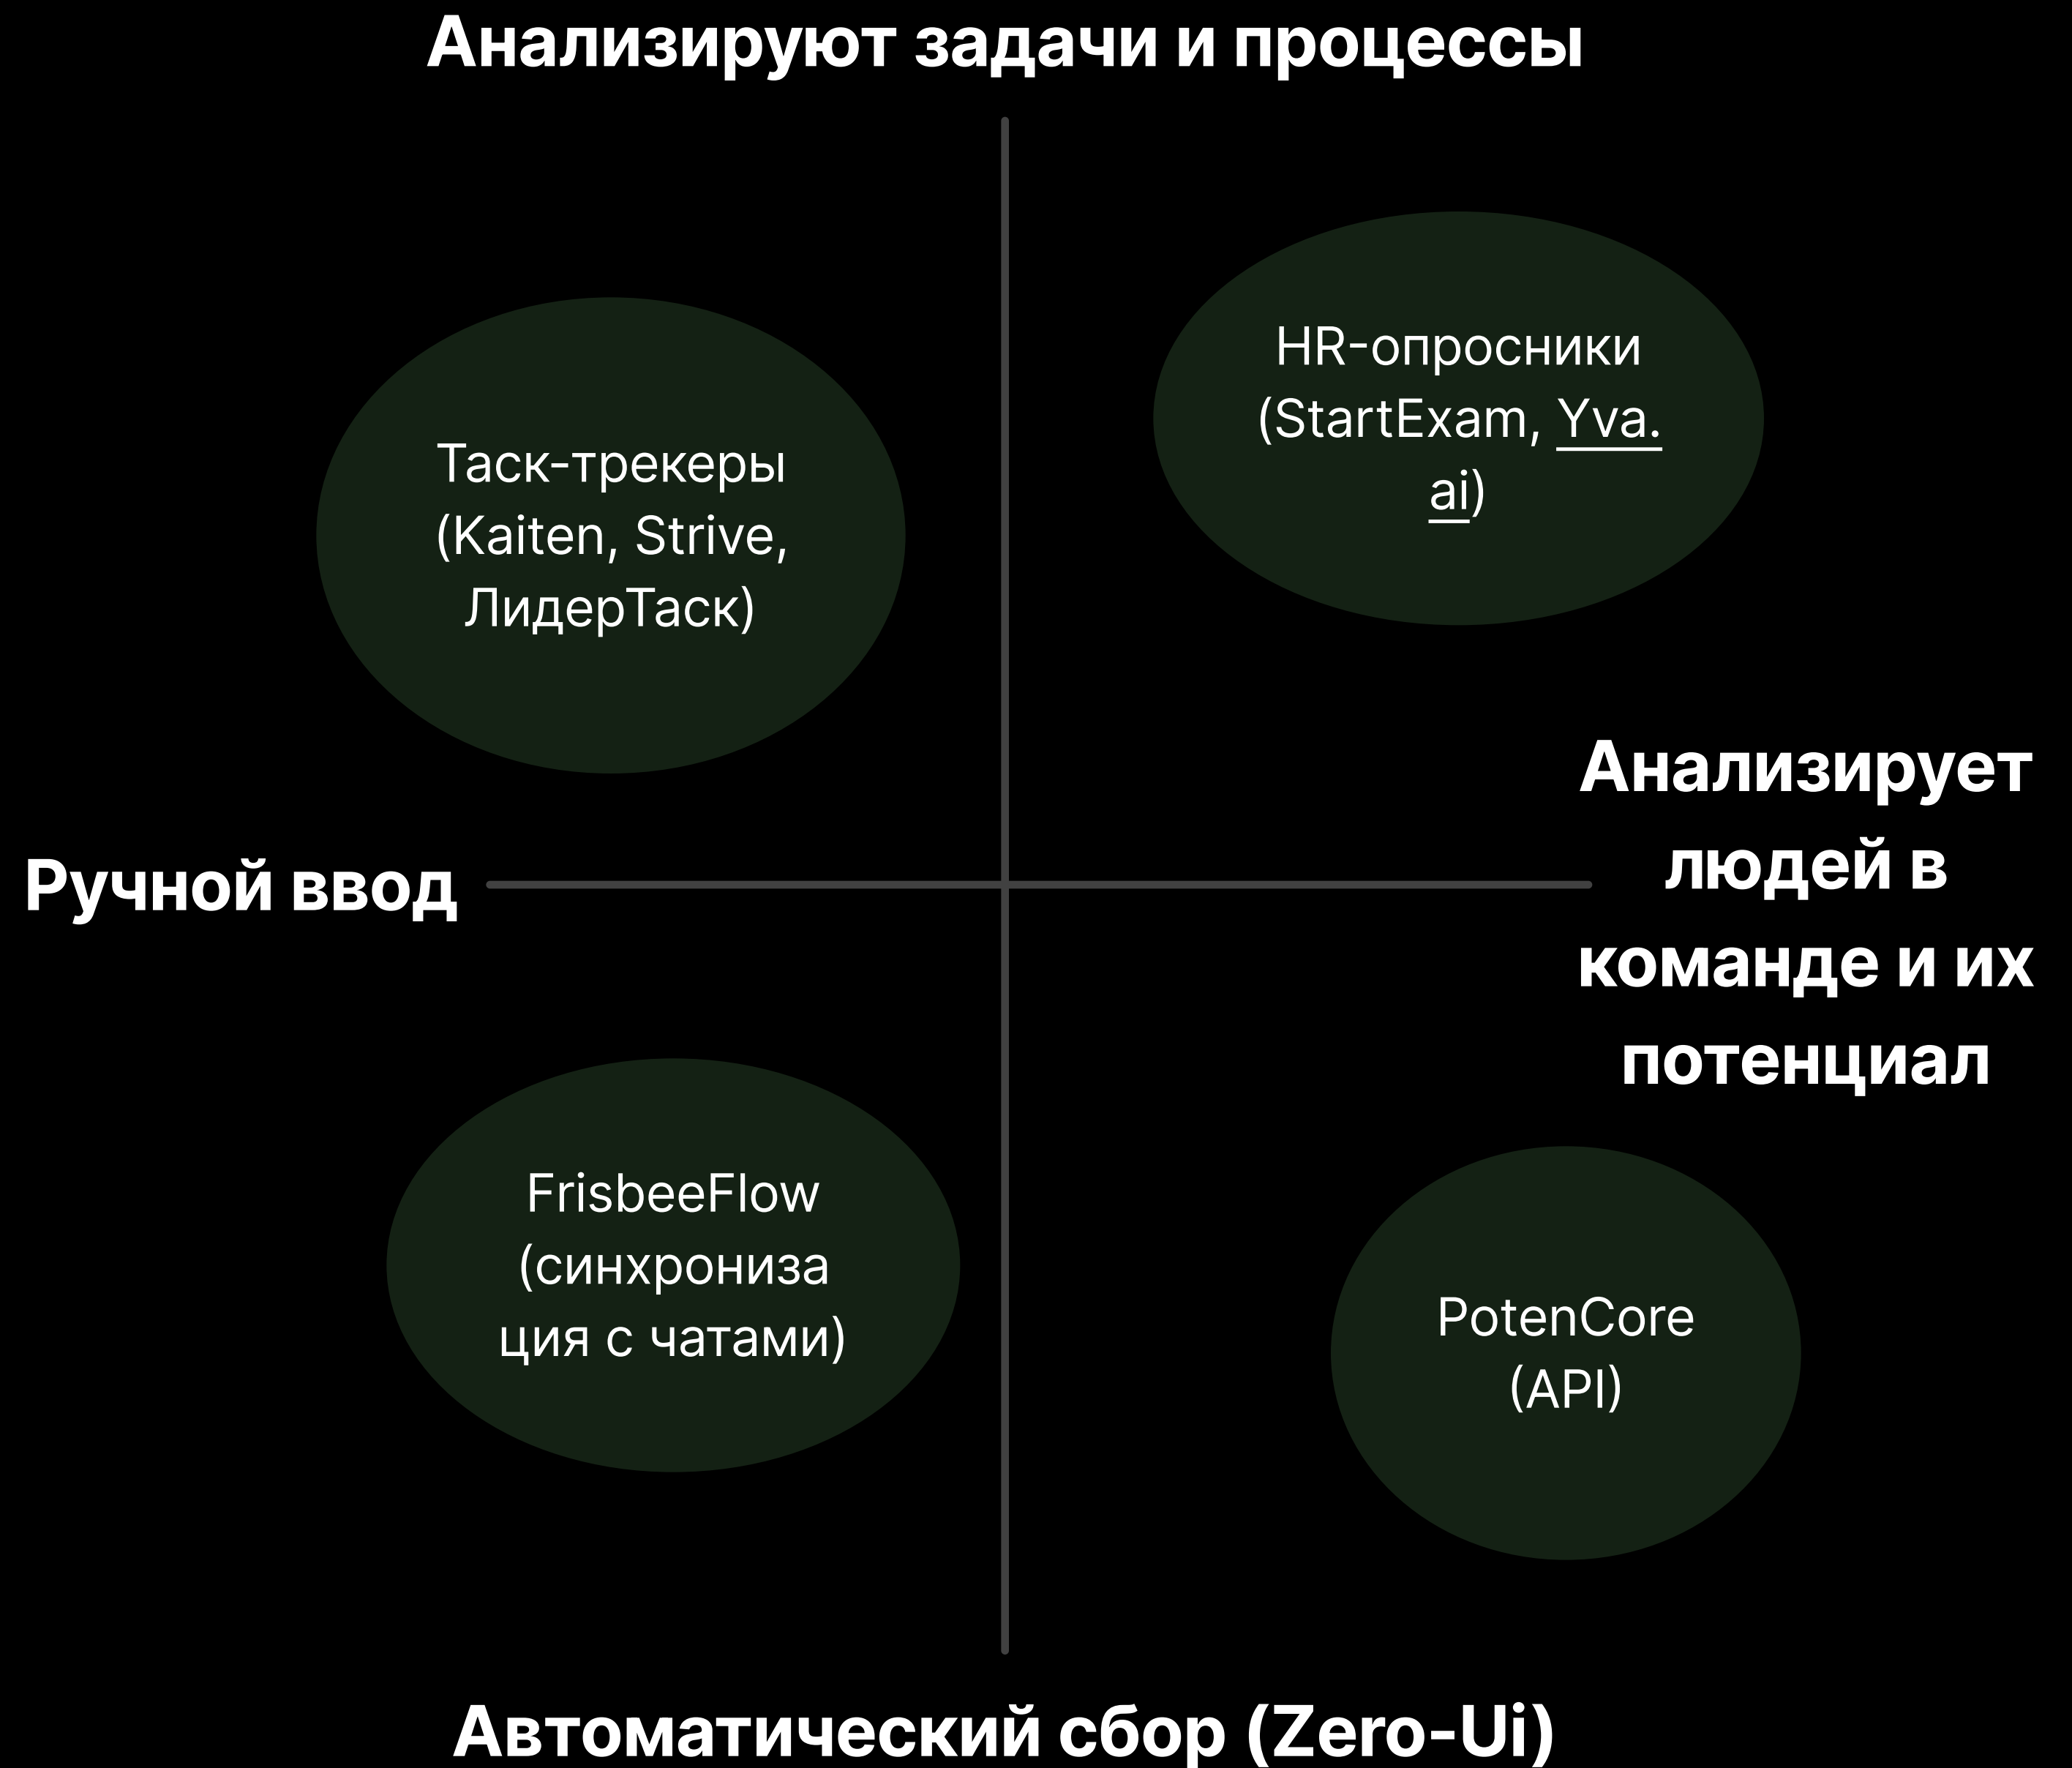 Анализируют задачи и процессы
HR-опросники
(StartExam, Yva.
ai)
Таск-трекеры
(Kaiten, Strive,
ЛидерТаск)
Ручной ввод
Анализирует
людей в
команде и их
потенциал
FrisbeeFlow
(синхрониза
ция с чатами)
PotenCore
(API)
Автоматический сбор (Zero-Ui)